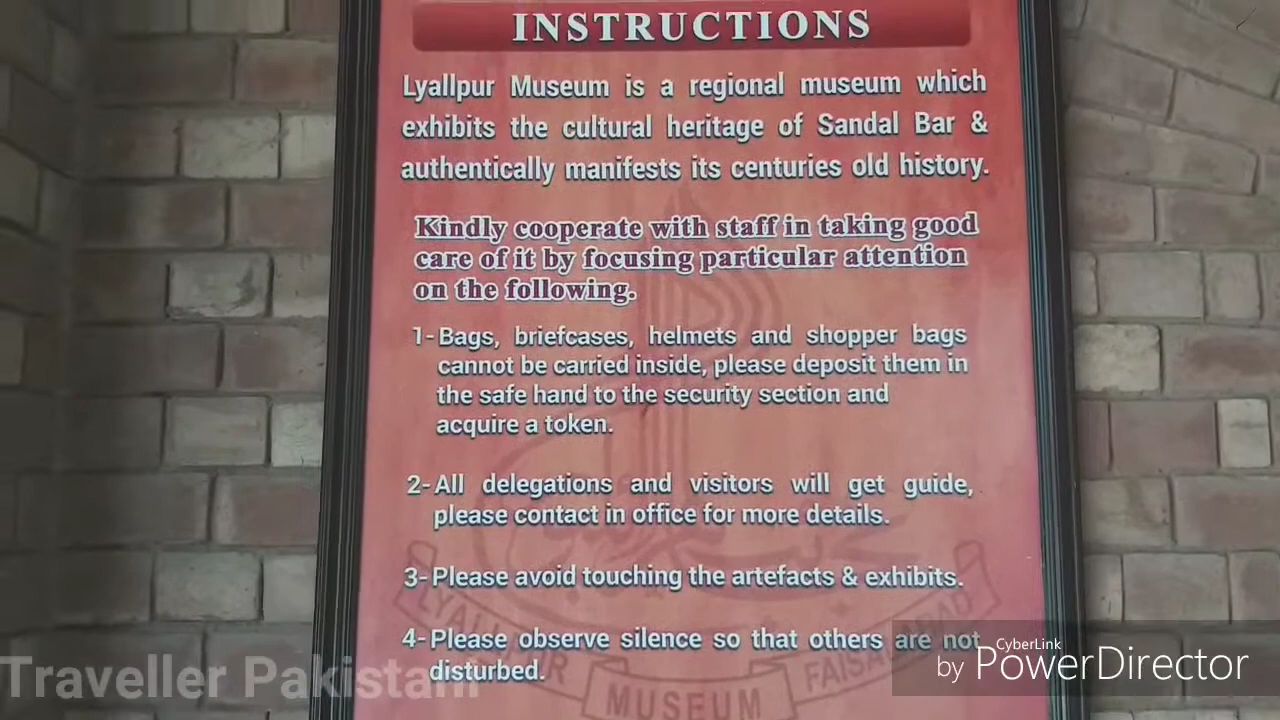 INSTRUCTIONS
Lyallpur Museum is a regional museum which
exhibits the cultural heritage of Sandal Bar &
authentically manifests its centuries old history.
Kindly cooperate with staff in taking good
care of it by focusing particular attention
on the following.
1- Bags, briefcases, helmets and shopper bags
cannot be carried inside, please deposit them in
the safe hand to the security section and
acquire a token.
2- All delegations and visitors will get guide,
please contact in office for more details.
3- Please avoid touching the artefacts & exhibits.
4- Please observe silence so that others are not
disturbed.
LYALLPUR MUSEUM FAISALABAD
Traveller Pakistani
CyberLink
by PowerDirector